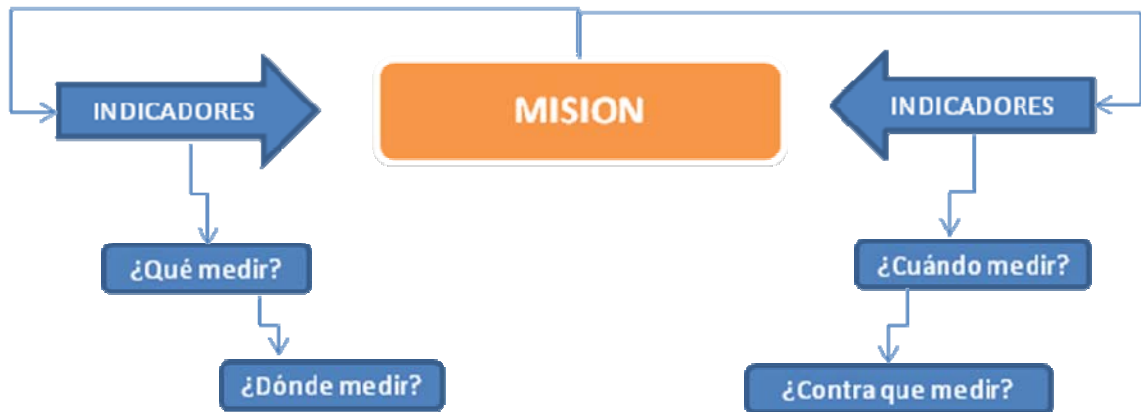 INDICADORES
MISION
INDICADORES
¿Qué medir?
¿Cuándo medir?
¿Dónde medir?
¿Contra que medir?